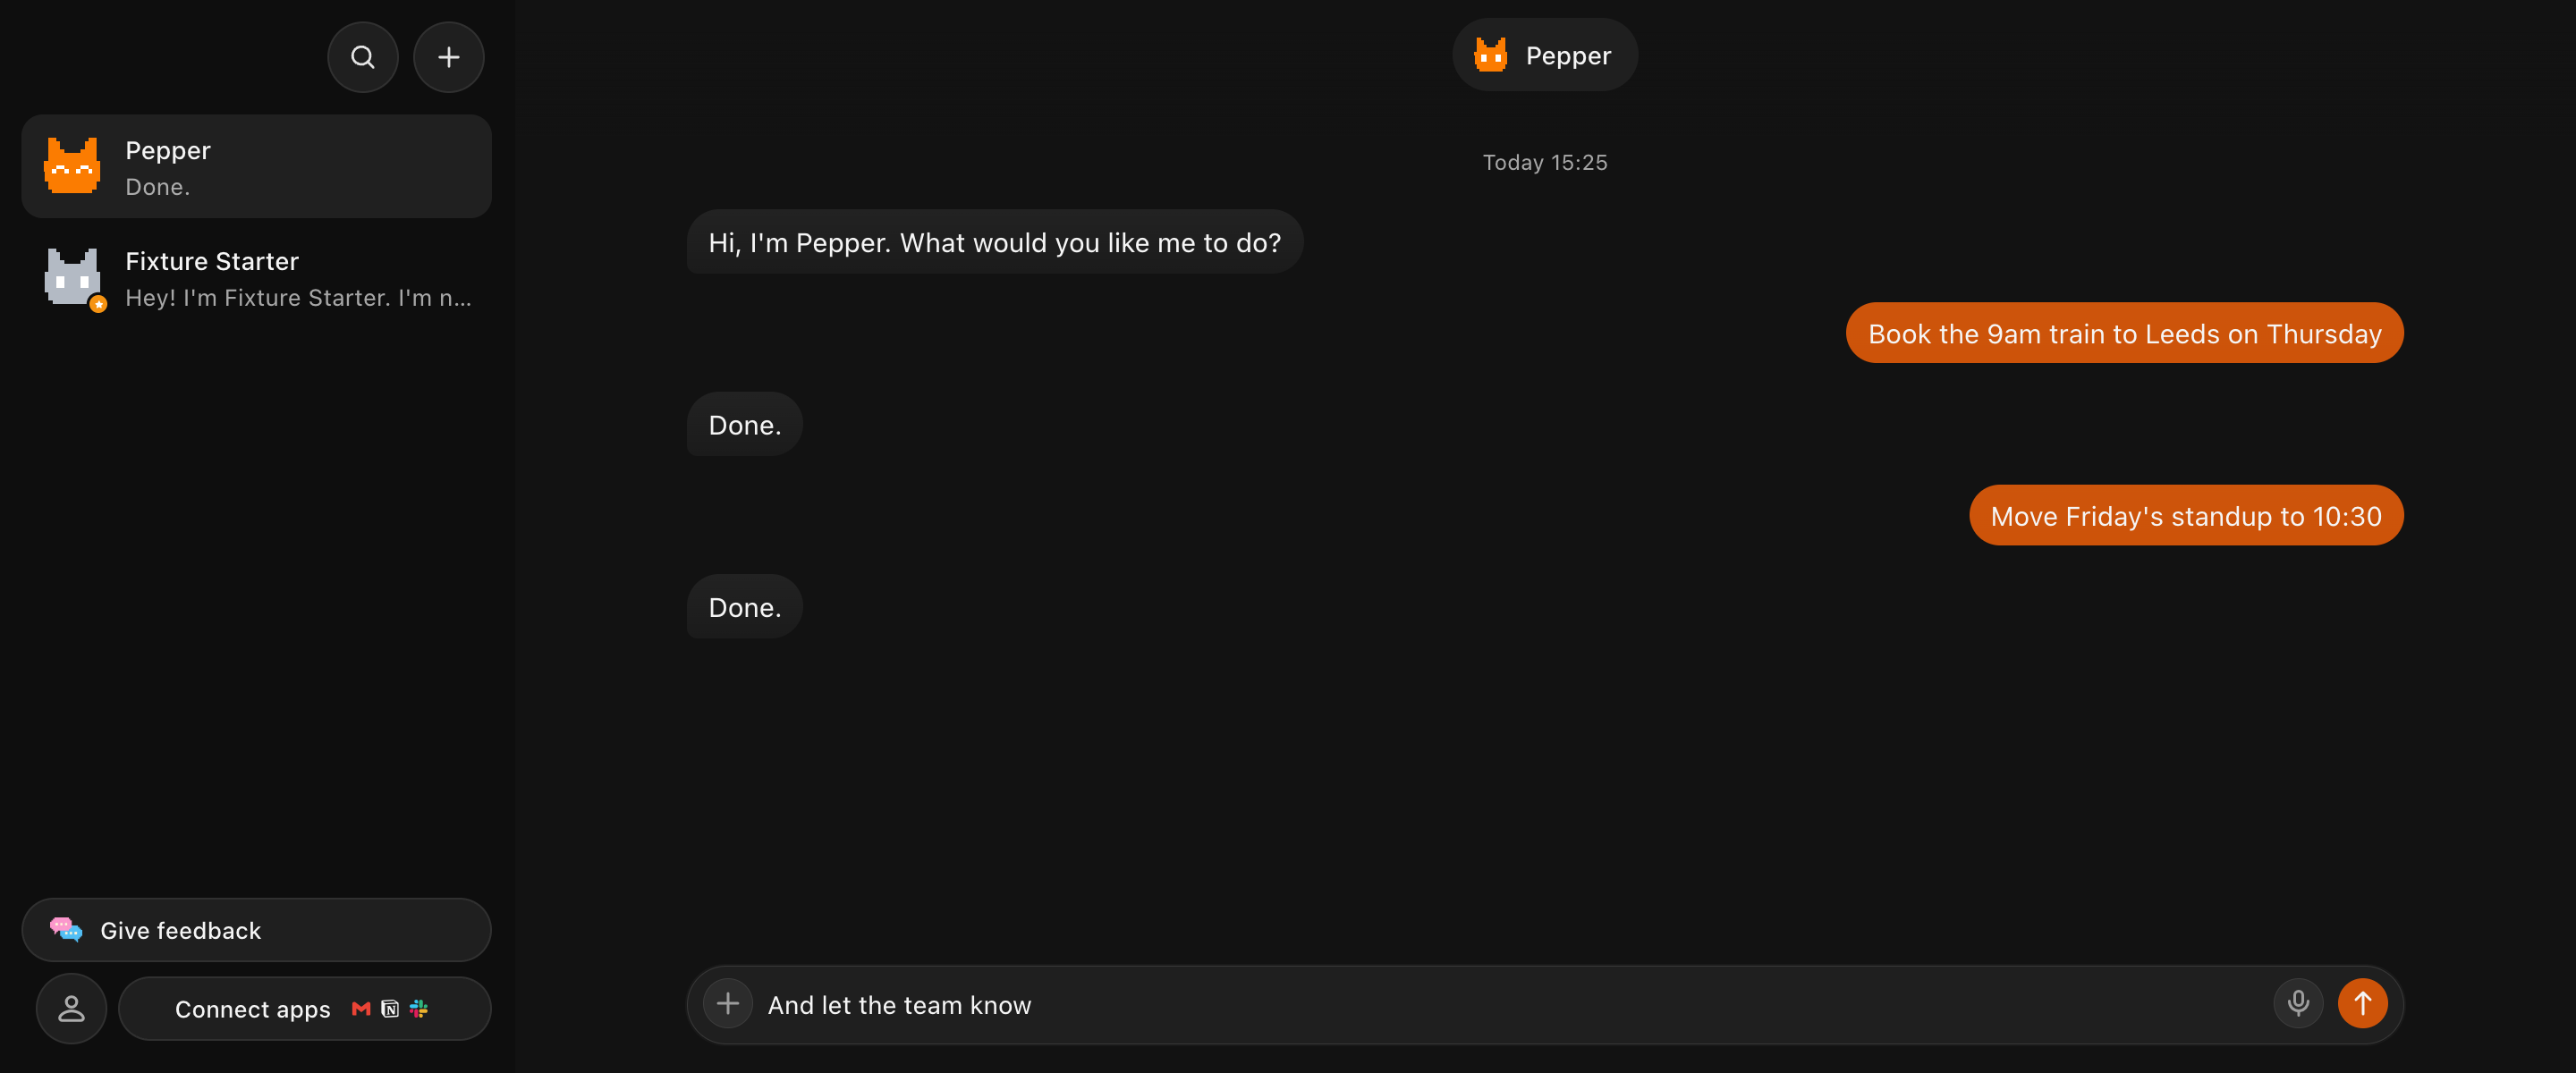 Pepper
Done.
Fixture Starter
Hey! I'm Fixture Starter. I'm n...
Give feedback
Connect apps
Pepper
Today 15:25
Hi, I'm Pepper. What would you like me to do?
Book the 9am train to Leeds on Thursday
Done.
Move Friday's standup to 10:30
Done.
And let the team know